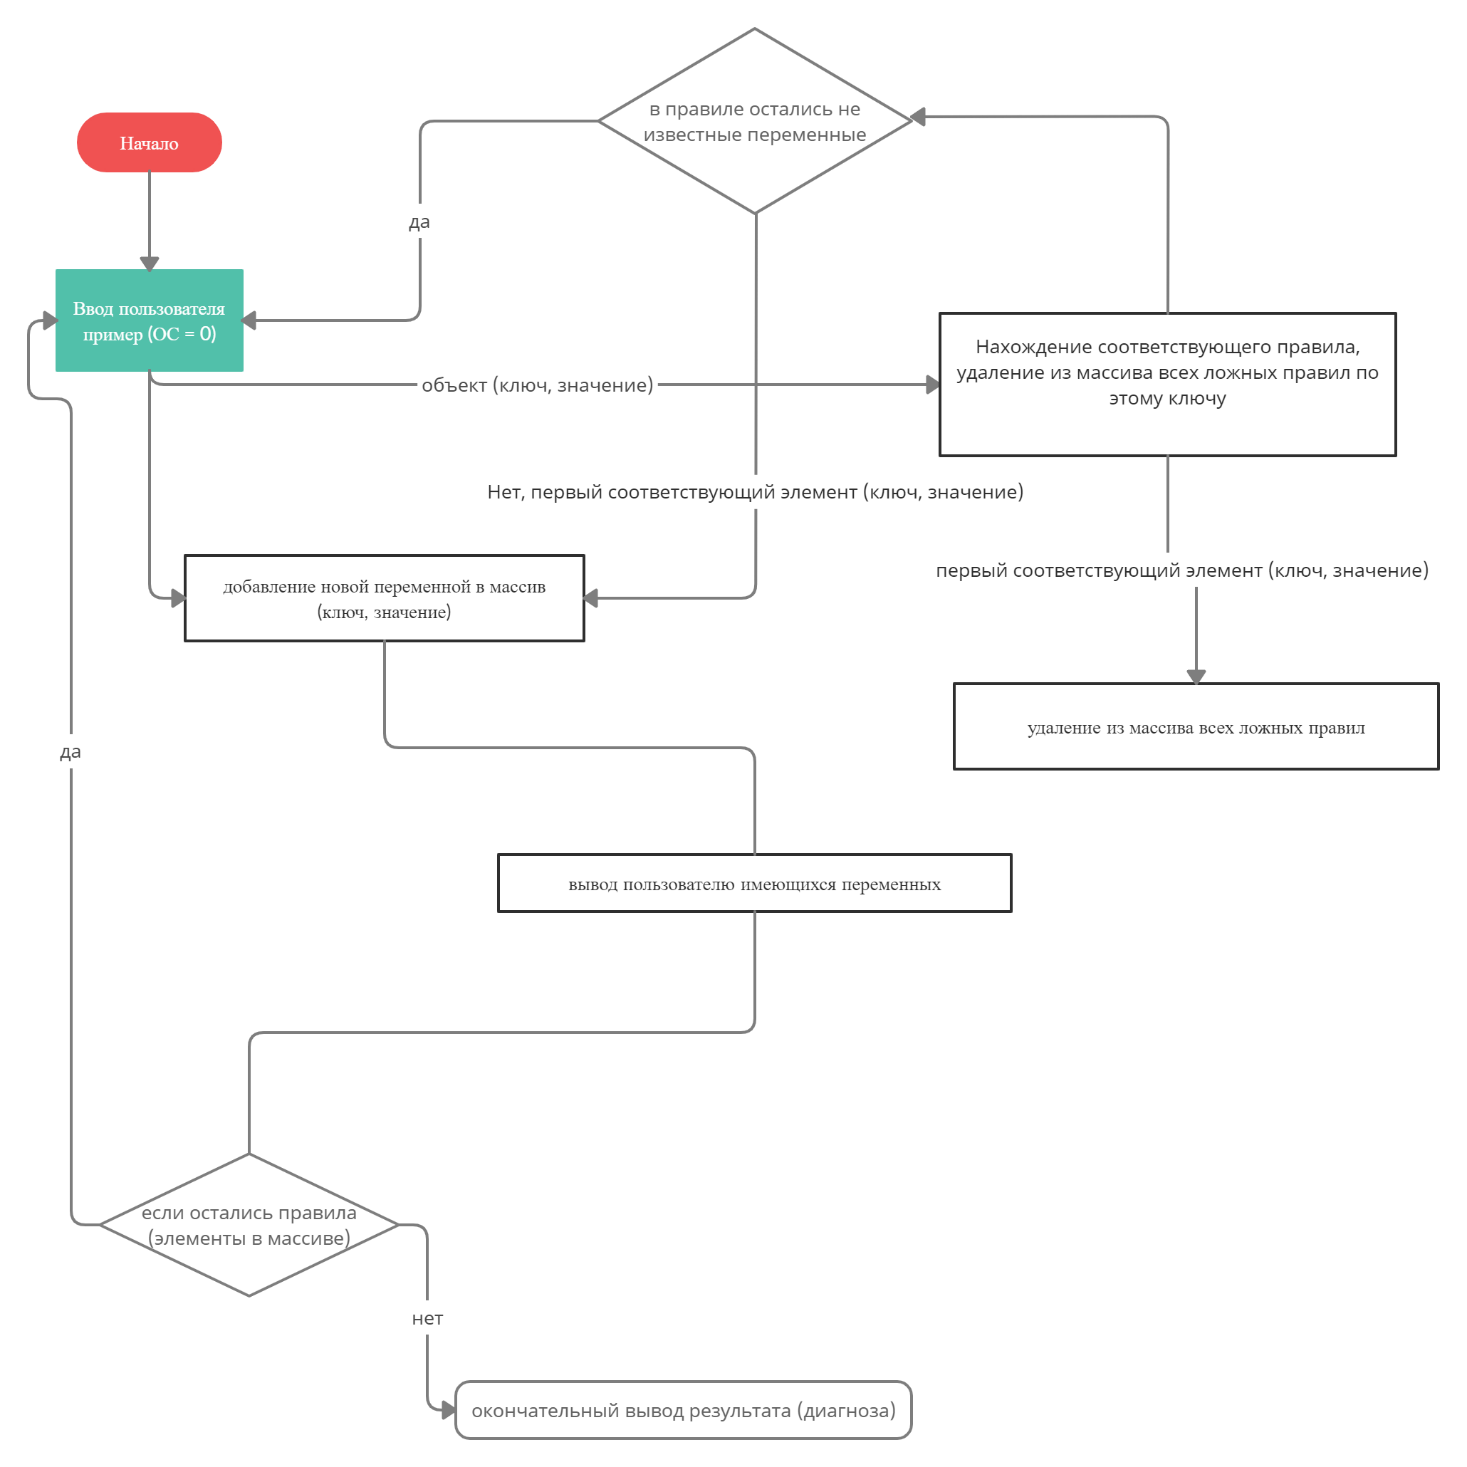 в правиле остались не
известные переменные
Начало
да
Ввод пользователя
пример (ОС = 0)
объект (ключ, значение)
Нахождение соответствующего правила,
удаление из массива всех ложных правил по
этому ключу
Нет, первый соответствующий элемент (ключ, значение)
первый соответствующий элемент (ключ, значение)
добавление новой переменной в массив
(ключ, значение)
удаление из массива всех ложных правил
да
вывод пользователю имеющихся переменных
если остались правила
(элементы в массиве)
нет
окончательный вывод результата (диагноза)